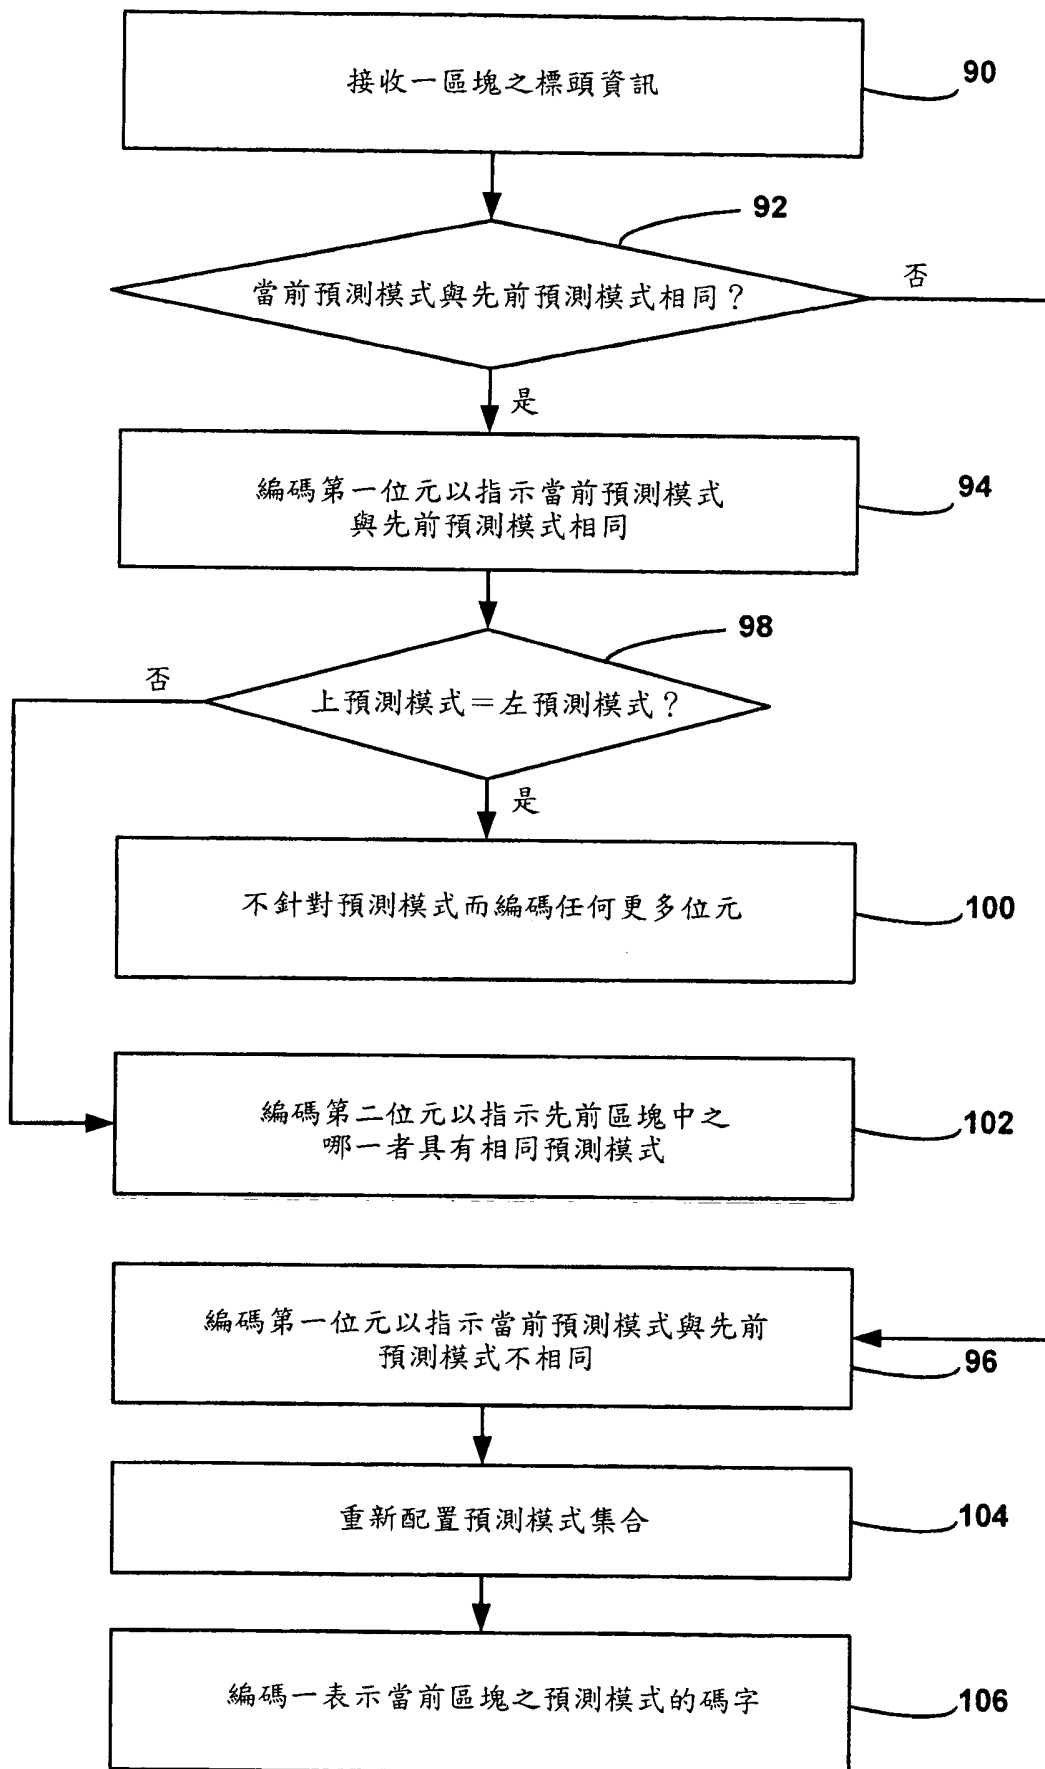 接收一區塊之標頭資訊
90
92
當前預測模式與先前預測模式相同？
否
是
編碼第一位元以指示當前預測模式
與先前預測模式相同
94
98
否
上預測模式＝左預測模式？
是
不針對預測模式而編碼任何更多位元
100
編碼第二位元以指示先前區塊中之
哪一者具有相同預測模式
102
編碼第一位元以指示當前預測模式與先前
預測模式不相同
96
重新配置預測模式集合
104
編碼一表示當前區塊之預測模式的碼字
106